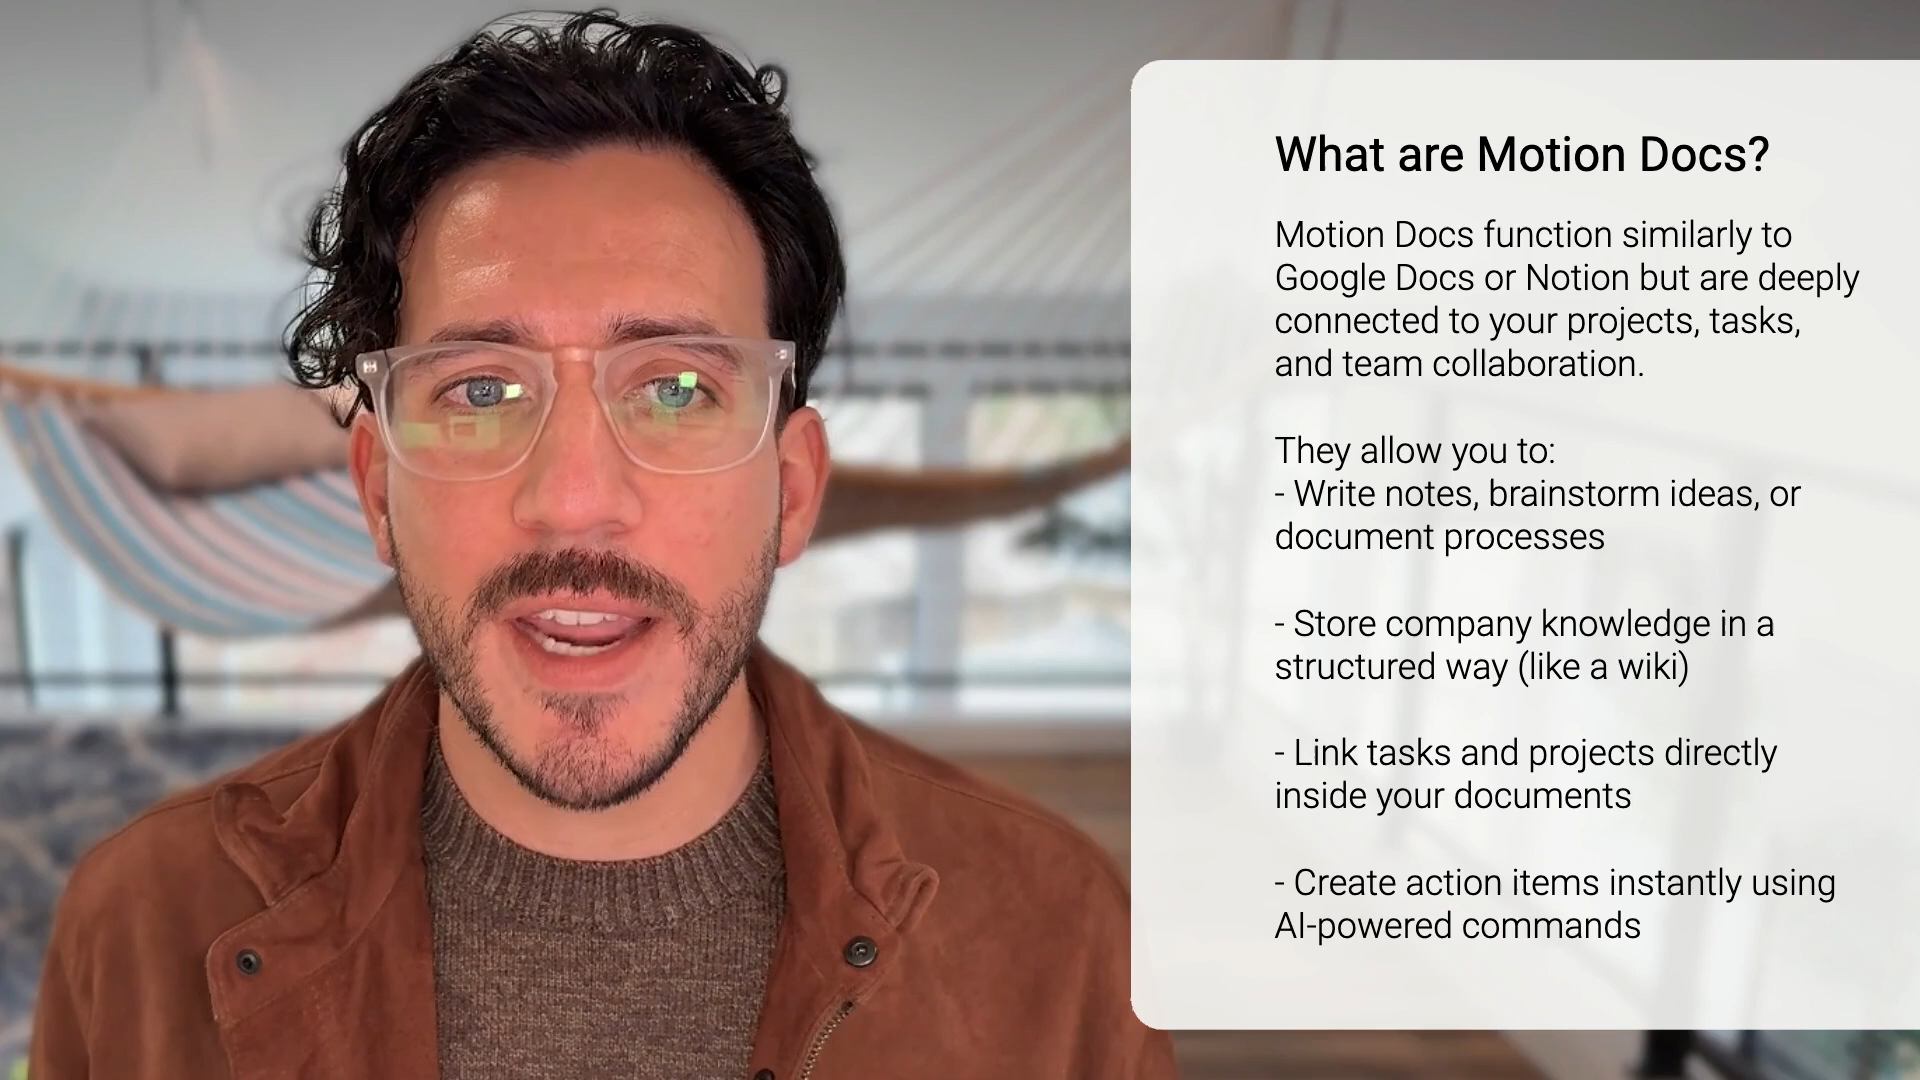 What are Motion Docs?
Motion Docs function similarly to
Google Docs or Notion but are deeply
connected to your projects, tasks,
and team collaboration.
They allow you to:
- Write notes, brainstorm ideas, or
document processes
- Store company knowledge in a
structured way (like a wiki)
- Link tasks and projects directly
inside your documents
- Create action items instantly using
AI-powered commands